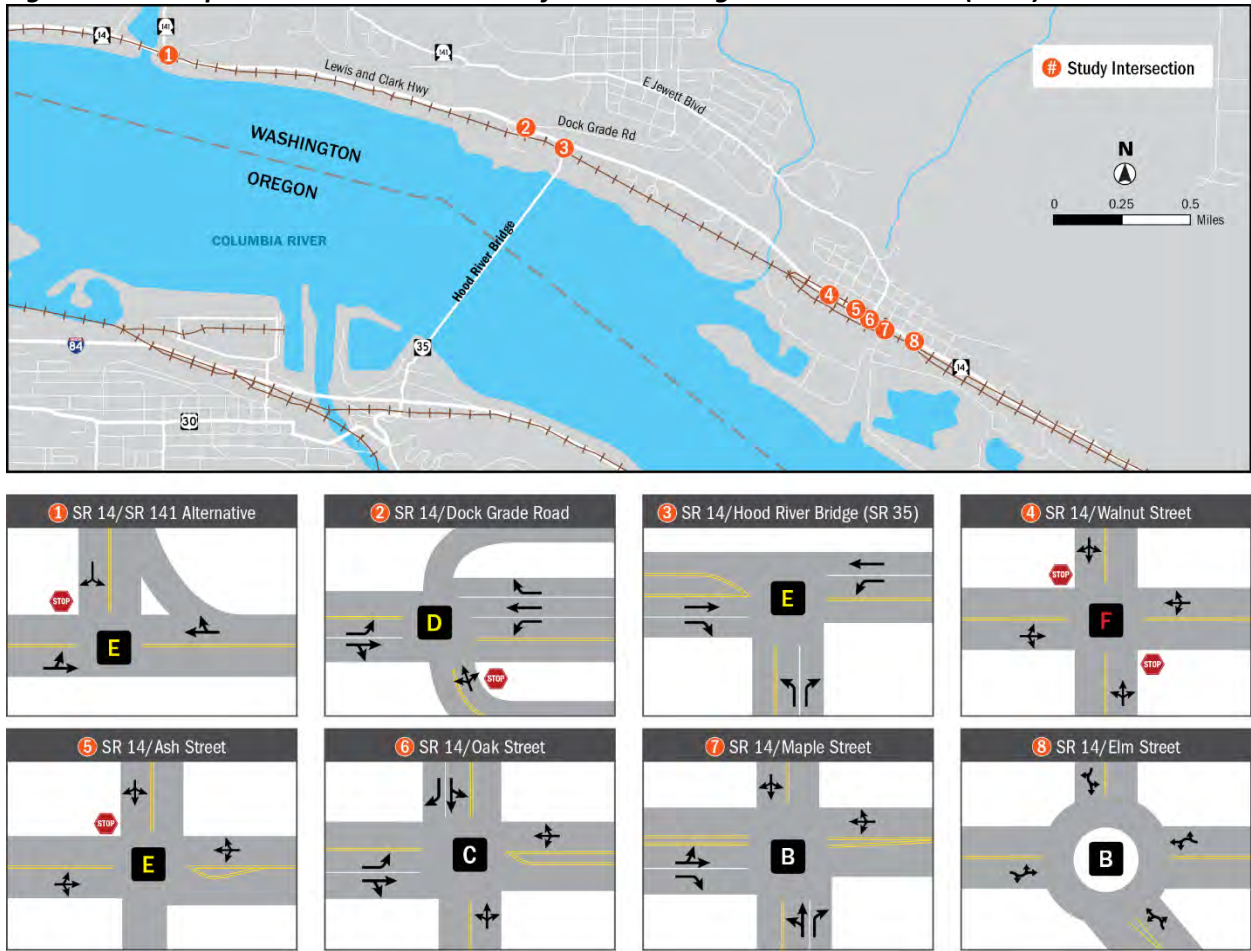 14
141
1
141
Lewis and Clark Hwy
E Jewett Blvd
# Study Intersection
2
Dock Grade Rd
3
WASHINGTON
OREGON
N
0 0.25 0.5
Miles
COLUMBIA RIVER
Hood River Bridge
4
5
6
7
8
84
35
14
30
1 SR 14/SR 141 Alternative
STOP
E
2 SR 14/Dock Grade Road
D
STOP
3 SR 14/Hood River Bridge (SR 35)
E
4 SR 14/Walnut Street
STOP
F
STOP
5 SR 14/Ash Street
STOP
E
6 SR 14/Oak Street
C
7 SR 14/Maple Street
B
8 SR 14/Elm Street
B